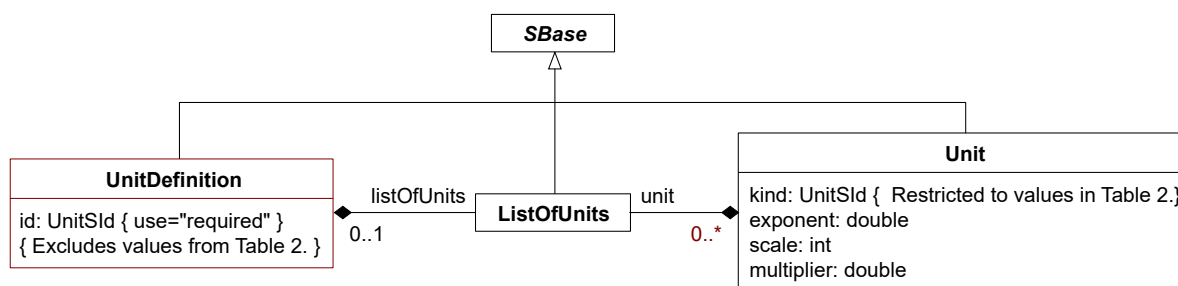 SBase
UnitDefinition
id: UnitSId { use="required" }
{ Excludes values from Table 2. }
listOfUnits
0..1
ListOfUnits
unit
0..*
Unit
kind: UnitSId {  Restricted to values in Table 2.}
exponent: double
scale: int
multiplier: double